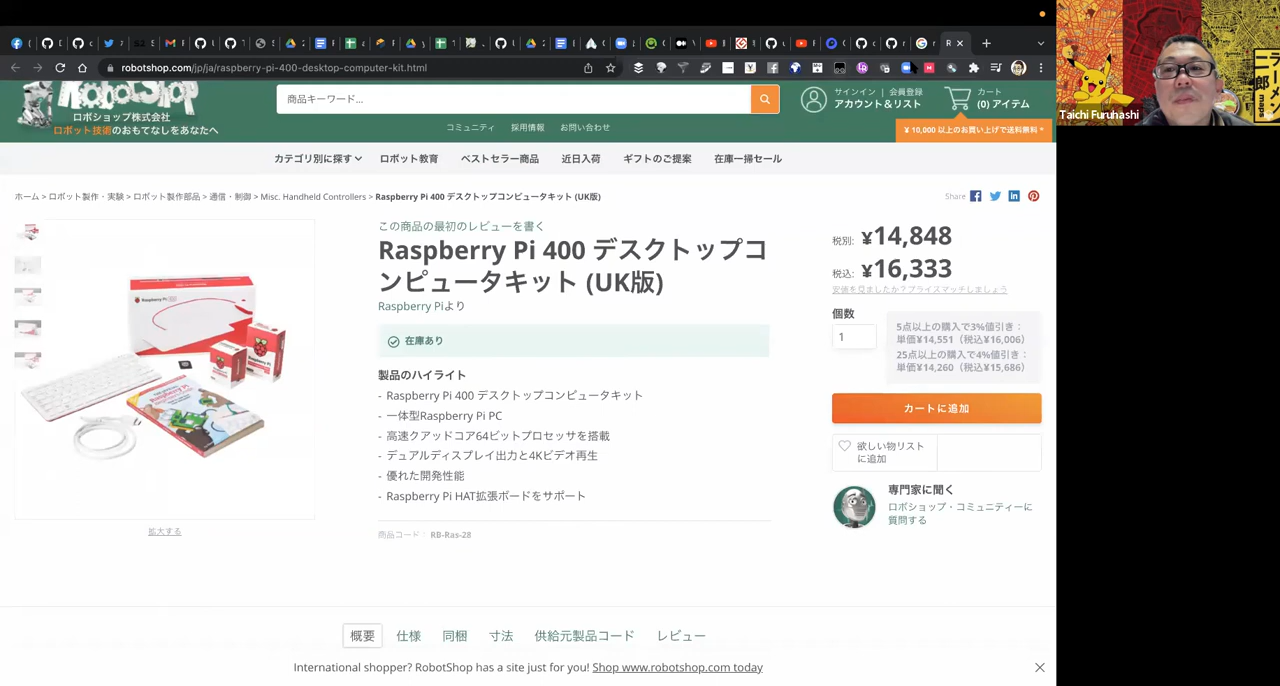 robotshop.com/jp/ja/raspberry-pi-400-desktop-computer-kit.html
RobotShop
ロボショップ株式会社
ロボット技術のおもてなしをあなたへ
商品キーワード...
サインイン | 会員登録
アカウント＆リスト
カート
(0) アイテム
コミュニティ 採用情報 お問い合わせ
¥ 10,000 以上のお買い上げで送料無料 *
カテゴリ別に探す ロボット教育 ベストセラー商品 近日入荷 ギフトのご提案 在庫一掃セール
ホーム > ロボット製作・実験 > ロボット製作部品 > 通信・制御 > Misc. Handheld Controllers > Raspberry Pi 400 デスクトップコンピュータキット (UK版)
Share
この商品の最初のレビューを書く
Raspberry Pi 400 デスクトップコ
ンピュータキット (UK版)
Raspberry Piより
在庫あり
製品のハイライト
- Raspberry Pi 400 デスクトップコンピュータキット
- 一体型Raspberry Pi PC
- 高速クアッドコア64ビットプロセッサを搭載
- デュアルディスプレイ出力と4Kビデオ再生
- 優れた開発性能
- Raspberry Pi HAT拡張ボードをサポート
商品コード： RB-Ras-28
拡大する
税別: ¥14,848
税込: ¥16,333
安値を見ましたか？プライスマッチしましょう
個数
1
5点以上の購入で3%値引き：
単価¥14,551（税込¥16,006）
25点以上の購入で4%値引き：
単価¥14,260（税込¥15,686）
カートに追加
欲しい物リスト
に追加
専門家に聞く
ロボショップ・コミュニティーに
質問する
概要 仕様 同梱 寸法 供給元製品コード レビュー
International shopper? RobotShop has a site just for you! Shop www.robotshop.com today
Taichi Furuhashi